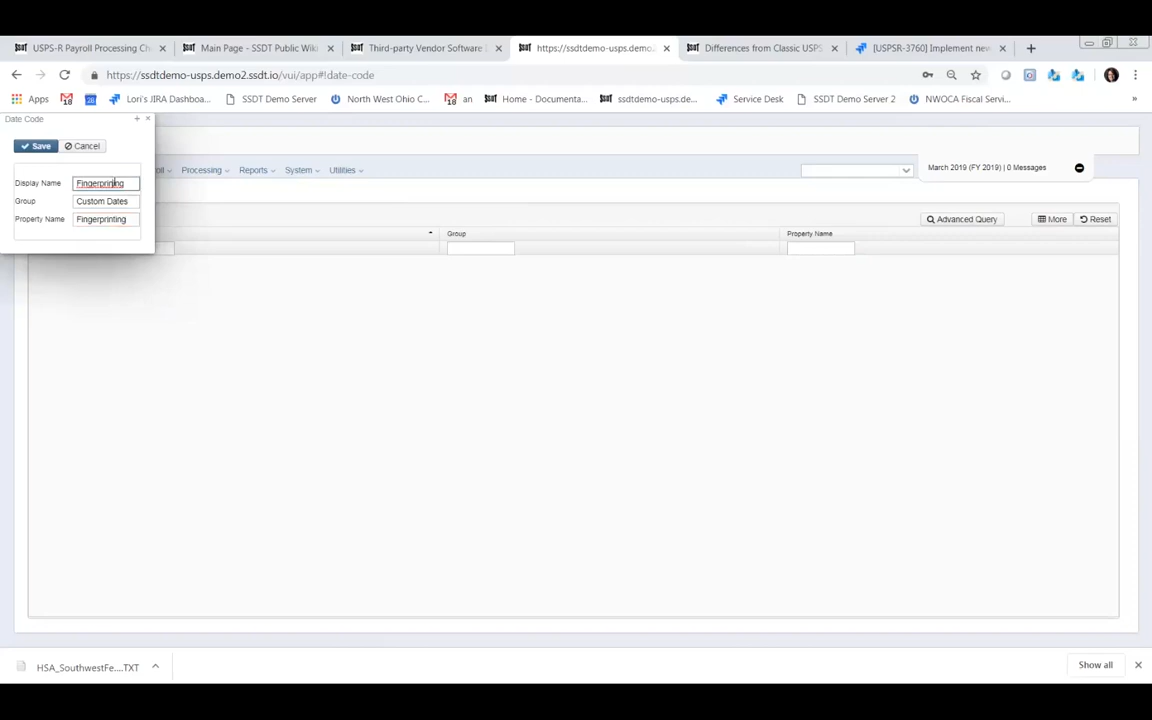 USPS-R Payroll Processing Ch
Main Page - SSDT Public Wiki
Third-party Vendor Software L
https://ssdtdemo-usps.demo2.
Differences from Classic USPS
[USPSR-3760] Implement new
https://ssdtdemo-usps.demo2.ssdt.io/vui/app#!date-code
Apps
Lori's JIRA Dashboa...
SSDT Demo Server
North West Ohio C...
an
Home - Documenta...
ssdtdemo-usps.de...
Service Desk
SSDT Demo Server 2
NWOCA Fiscal Servi...
Date Code
Save
Cancel
oll
Processing
Reports
System
Utilities
March 2019 (FY 2019) | 0 Messages
Display Name
Fingerprinting
Group
Custom Dates
Property Name
Fingerprinting
Advanced Query
More
Reset
Group
Property Name
HSA_SouthwestFe....TXT
Show all